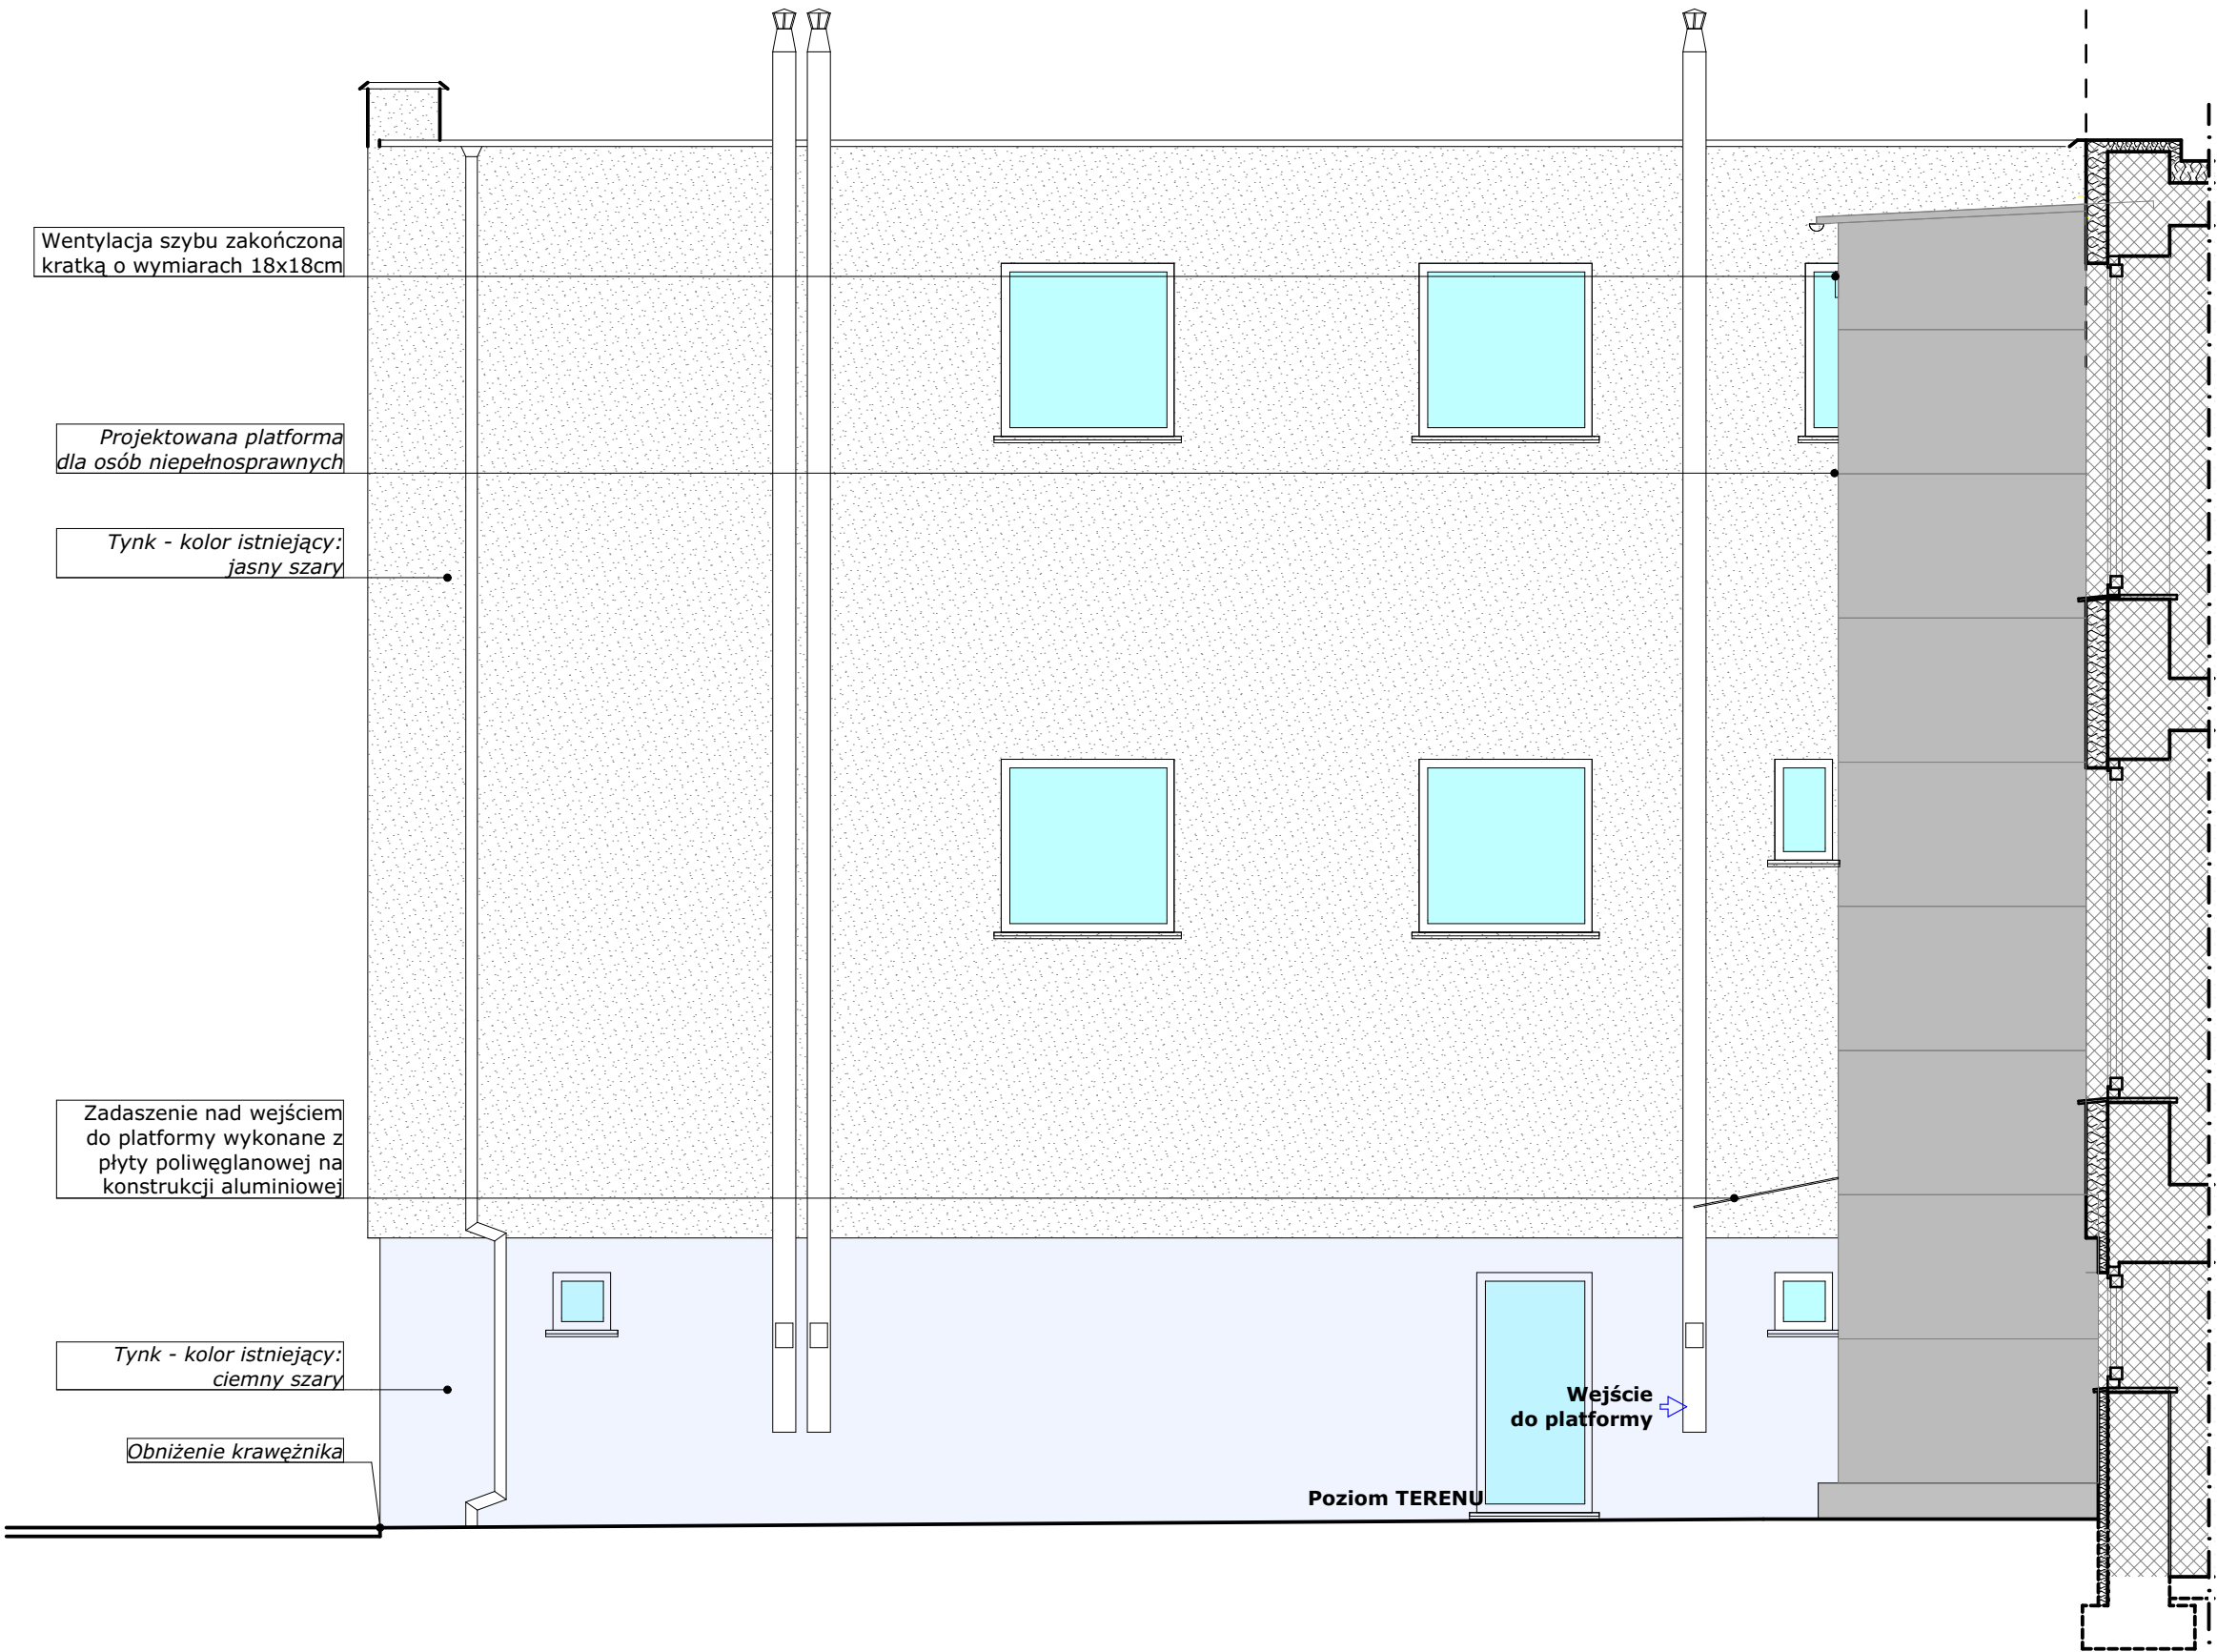 Wentylacja szybu zakończona
kratką o wymiarach 18x18cm
Projektowana platforma
dla osób niepełnosprawnych
Tynk - kolor istniejący:
jasny szary
Zadaszenie nad wejściem
do platformy wykonane z
płyty poliwęglanowej na
konstrukcji aluminiowej
Tynk - kolor istniejący:
ciemny szary
Wejście
do platformy
Obniżenie krawężnika
Poziom TERENU